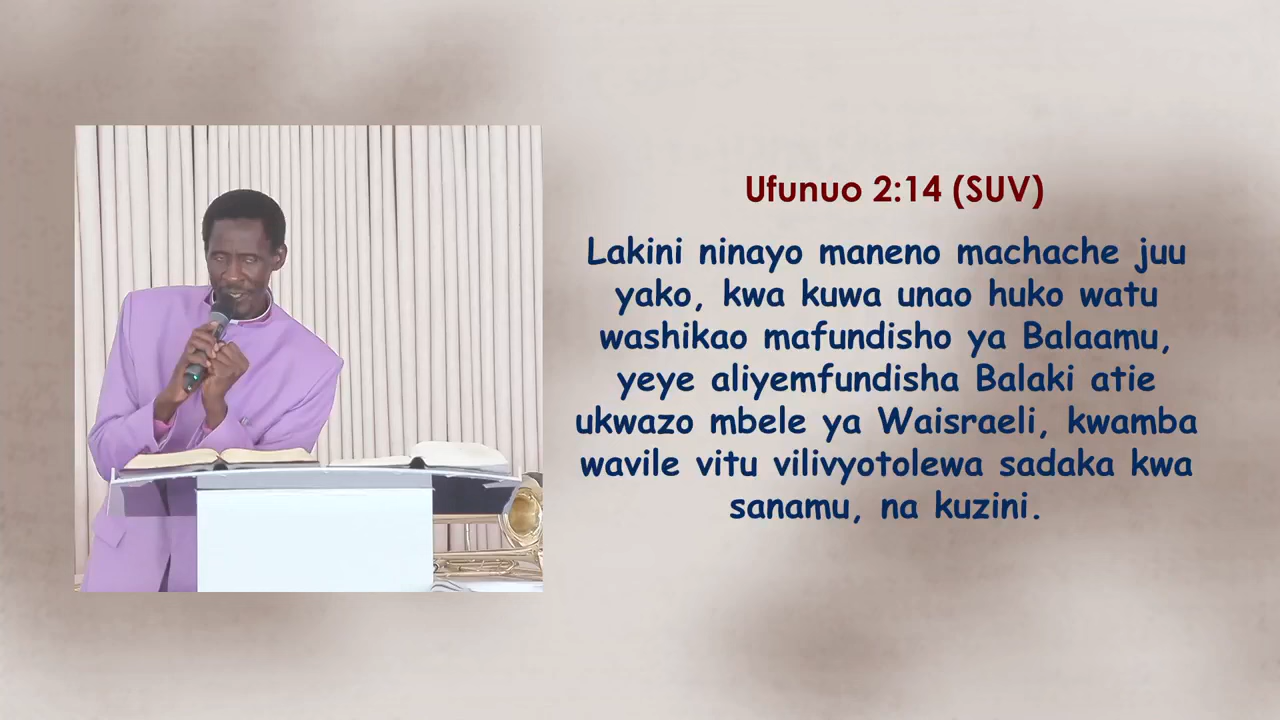 Ufunuo 2:14 (SUV)
Lakini ninayo maneno machache juu
yako, kwa kuwa unao huko watu
washikao mafundisho ya Balaamu,
yeye aliyemfundisha Balaki atie
ukwazo mbele ya Waisraeli, kwamba
wavile vitu vilivyotolewa sadaka kwa
sanamu, na kuzini.